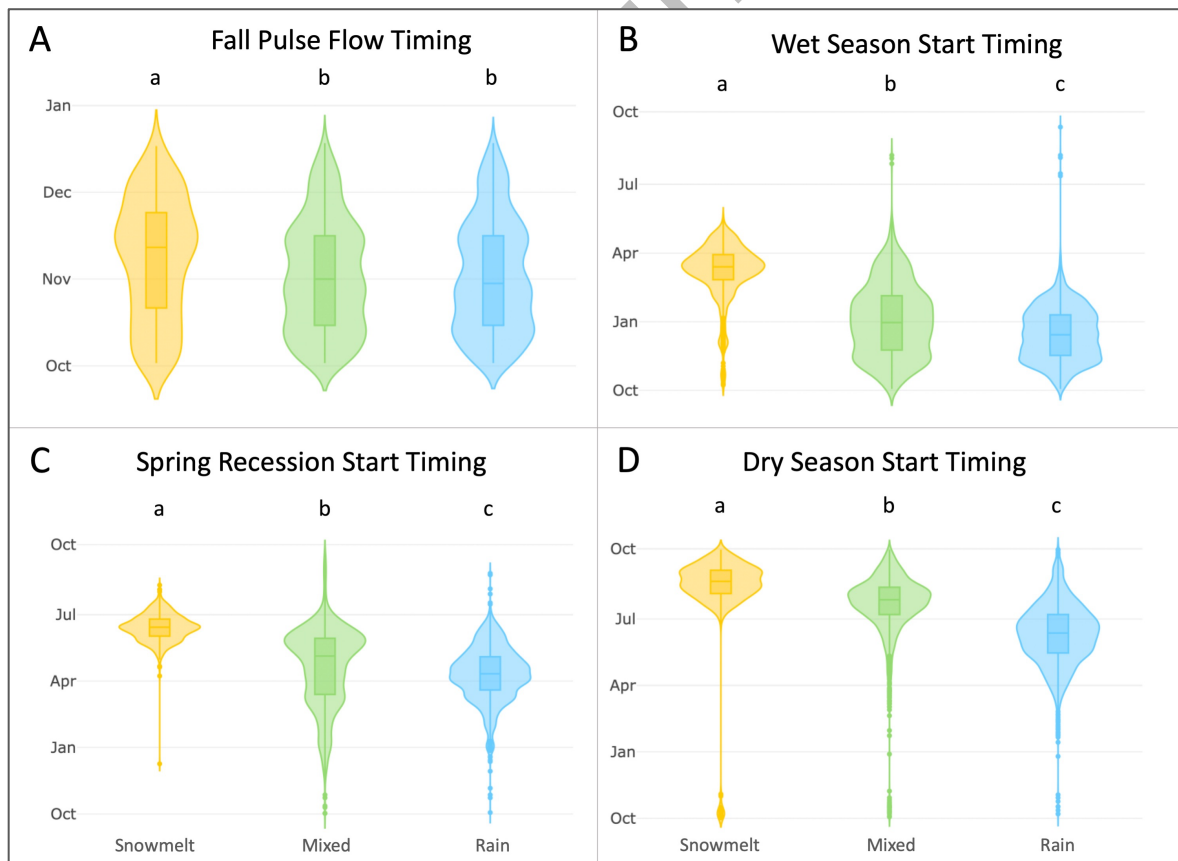 A
Fall Pulse Flow Timing
a b b
Jan
Dec
Nov
Oct
B
Wet Season Start Timing
a b c
Oct
Jul
Apr
Jan
Oct
C
Spring Recession Start Timing
a b c
Oct
Jul
Apr
Jan
Oct
Snowmelt Mixed Rain
D
Dry Season Start Timing
a b c
Oct
Jul
Apr
Jan
Oct
Snowmelt Mixed Rain